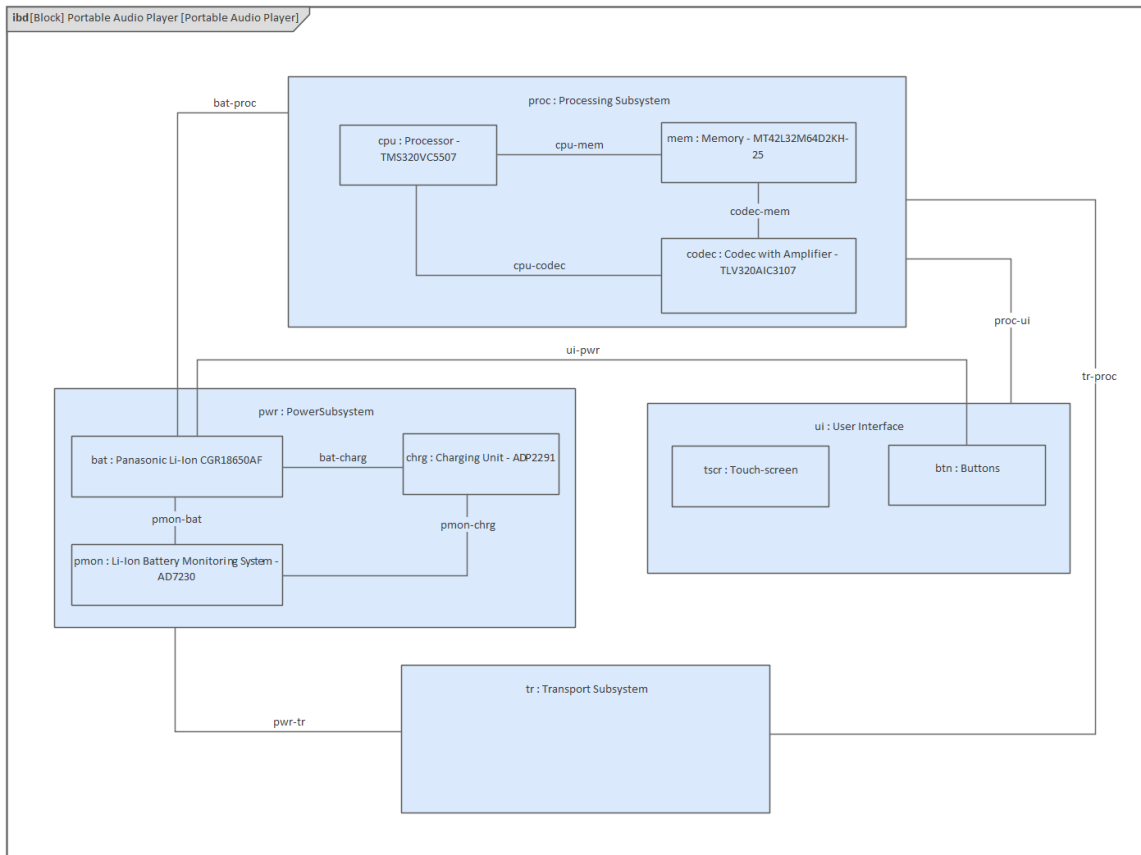 ibd [Block] Portable Audio Player [Portable Audio Player]
bat-proc
proc : Processing Subsystem
cpu : Processor -
TMS320VC5507
cpu-mem
mem : Memory - MT42L32M64D2KH-
25
codec-mem
cpu-codec
codec : Codec with Amplifier -
TLV320AIC3107
proc-ui
ui-pwr
tr-proc
pwr : PowerSubsystem
bat : Panasonic Li-Ion CGR18650AF
bat-charg
chrg : Charging Unit - ADP2291
pmon-bat
pmon-chrg
pmon : Li-Ion Battery Monitoring System -
AD7230
ui : User Interface
tscr : Touch-screen
btn : Buttons
tr : Transport Subsystem
pwr-tr